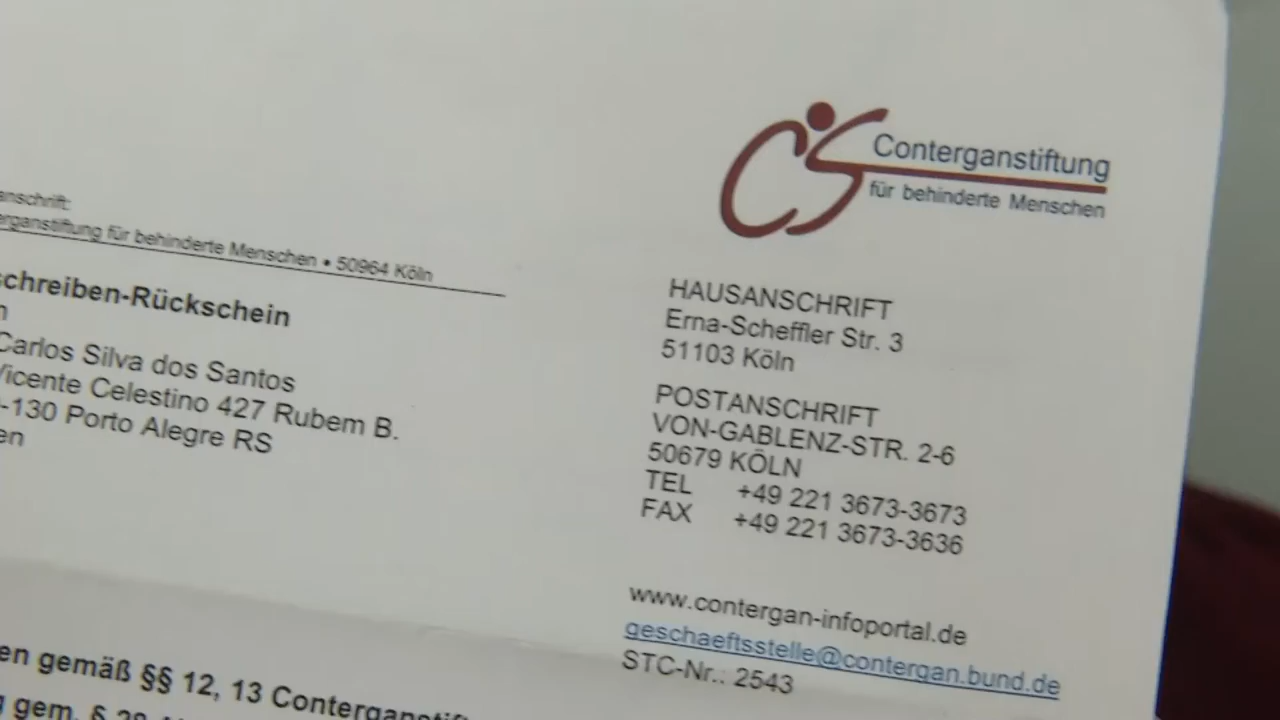 Conterganstiftung
für behinderte Menschen
anschrift:
erganstiftung für behinderte Menschen • 50964 Köln
schreiben-Rückschein
Carlos Silva dos Santos
Vicente Celestino 427 Rubem B.
-130 Porto Alegre RS
en
HAUSANSCHRIFT
Erna-Scheffler Str. 3
51103 Köln
POSTANSCHRIFT
VON-GABLENZ-STR. 2-6
50679 KÖLN
TEL +49 221 3673-3673
FAX +49 221 3673-3636
www.contergan-infoportal.de
geschaeftsstelle@contergan.bund.de
STC-Nr.: 2543
en gemäß §§ 12, 13 Conterganstif
g gem. §